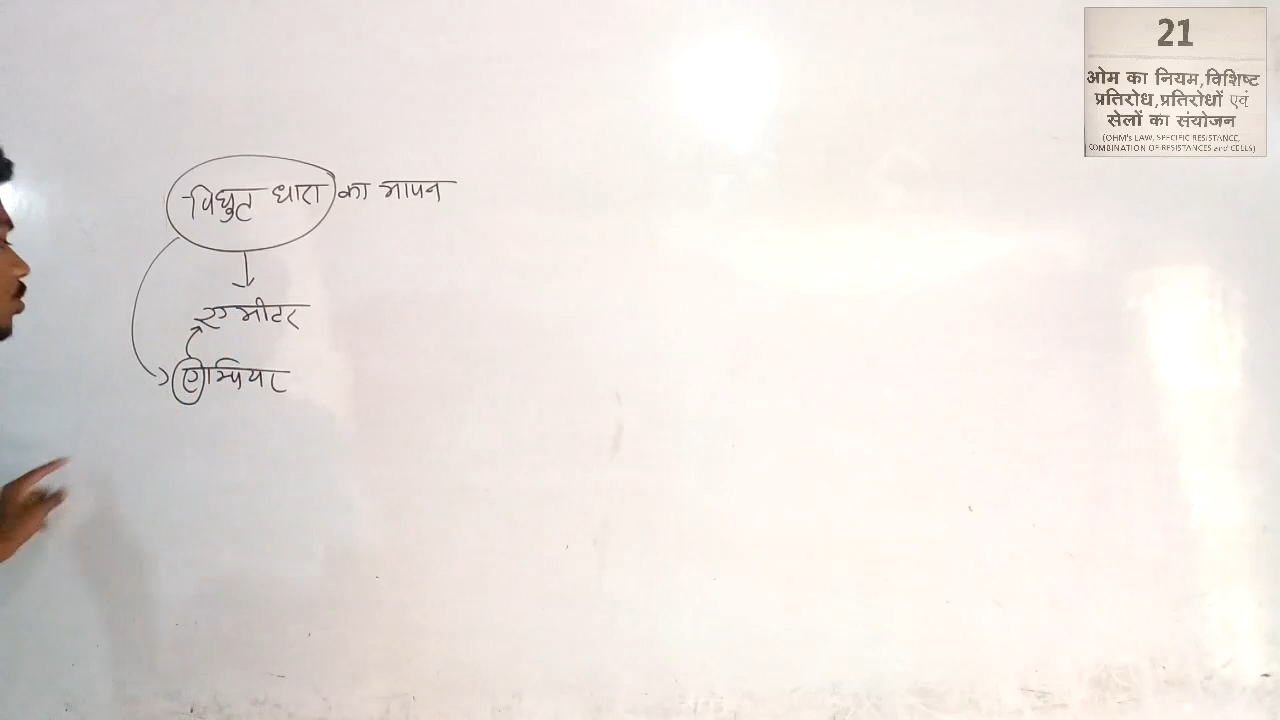 21
ओम का नियम,विशिष्ट
प्रतिरोध,प्रतिरोधों एवं
सेलों का संयोजन
(OHM's LAW, SPECIFIC RESISTANCE,
COMBINATION OF RESISTANCES and CELLS)
विघुत धारा का मापन
एमीटर
एम्पियर